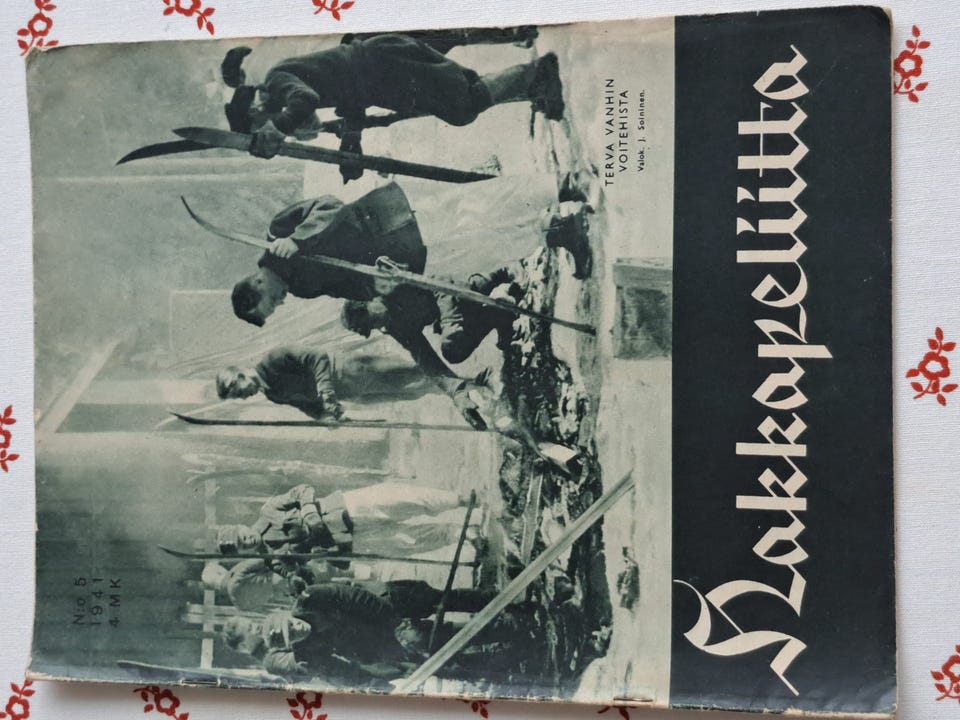 N:o 5
1941
4 MK
TERVA VANHIN
VOITEHISTA
Valok. J. Soininen.
Hakkapeliitta